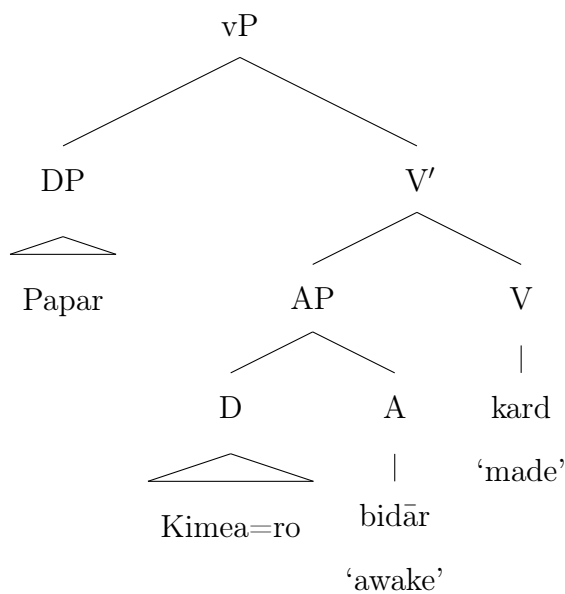 vP
DP V′
Papar AP V
D A kard
‘made’
Kimea=ro bidār
‘awake’